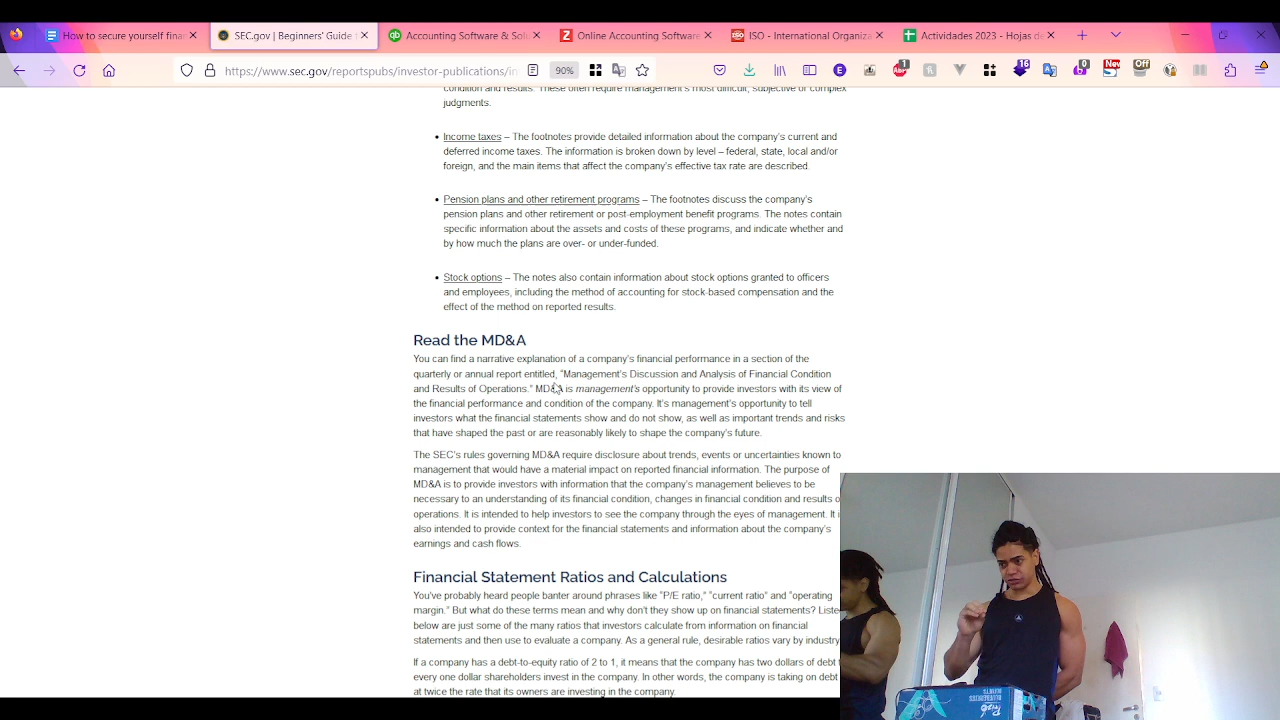 How to secure yourself finan
SEC.gov | Beginners' Guide t
Accounting Software & Solu
Online Accounting Software
ISO - International Organiza
Actividades 2023 - Hojas de
https://www.sec.gov/reportspubs/investor-publications/in
90%
1
0
New
16
Off
condition and results. These often require management's most difficult, subjective or complex
judgments.
• Income taxes – The footnotes provide detailed information about the company's current and
deferred income taxes. The information is broken down by level – federal, state, local and/or
foreign, and the main items that affect the company's effective tax rate are described.
• Pension plans and other retirement programs – The footnotes discuss the company's
pension plans and other retirement or post-employment benefit programs. The notes contain
specific information about the assets and costs of these programs, and indicate whether and
by how much the plans are over- or under-funded.
• Stock options – The notes also contain information about stock options granted to officers
and employees, including the method of accounting for stock-based compensation and the
effect of the method on reported results.
Read the MD&A
You can find a narrative explanation of a company's financial performance in a section of the
quarterly or annual report entitled, "Management's Discussion and Analysis of Financial Condition
and Results of Operations." MD&A is management's opportunity to provide investors with its view of
the financial performance and condition of the company. It's management's opportunity to tell
investors what the financial statements show and do not show, as well as important trends and risks
that have shaped the past or are reasonably likely to shape the company's future.
The SEC's rules governing MD&A require disclosure about trends, events or uncertainties known to
management that would have a material impact on reported financial information. The purpose of
MD&A is to provide investors with information that the company's management believes to be
necessary to an understanding of its financial condition, changes in financial condition and results o
operations. It is intended to help investors to see the company through the eyes of management. It i
also intended to provide context for the financial statements and information about the company's
earnings and cash flows.
Financial Statement Ratios and Calculations
You've probably heard people banter around phrases like "P/E ratio," "current ratio" and "operating
margin." But what do these terms mean and why don't they show up on financial statements? Liste
below are just some of the many ratios that investors calculate from information on financial
statements and then use to evaluate a company. As a general rule, desirable ratios vary by industry
If a company has a debt-to-equity ratio of 2 to 1, it means that the company has two dollars of debt
every one dollar shareholders invest in the company. In other words, the company is taking on debt
at twice the rate that its owners are investing in the company.